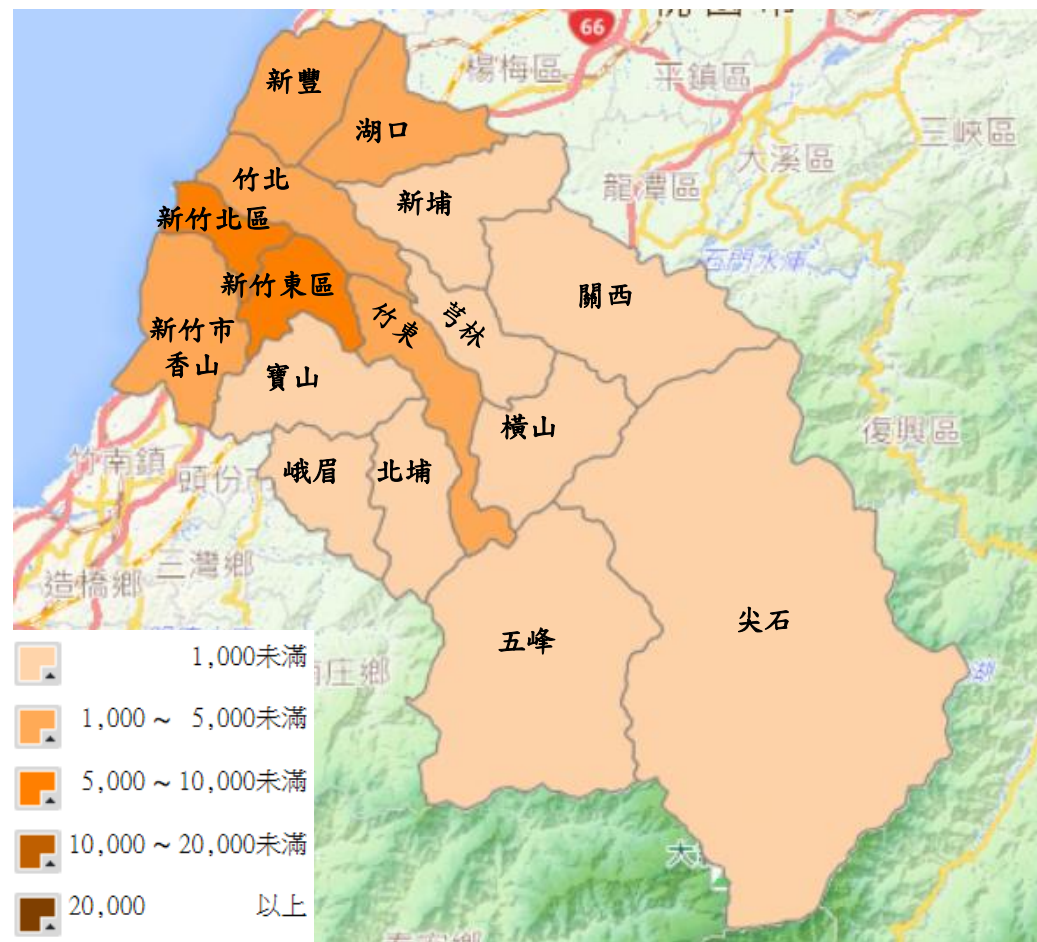 66
楊梅區
平鎮區
三峽區
大溪區
龍潭區
石門水庫
新豐
湖口
竹北
新埔
新竹北區
新竹東區
關西
竹東
芎林
新竹市
香山
寶山
橫山
復興區
竹南鎮
頭份市
峨眉
北埔
三灣鄉
造橋鄉
五峰
尖石
湖
庄鄉
1,000未滿
1,000 ~ 5,000未滿
5,000 ~ 10,000未滿
10,000 ~ 20,000未滿
20,000 以上
大